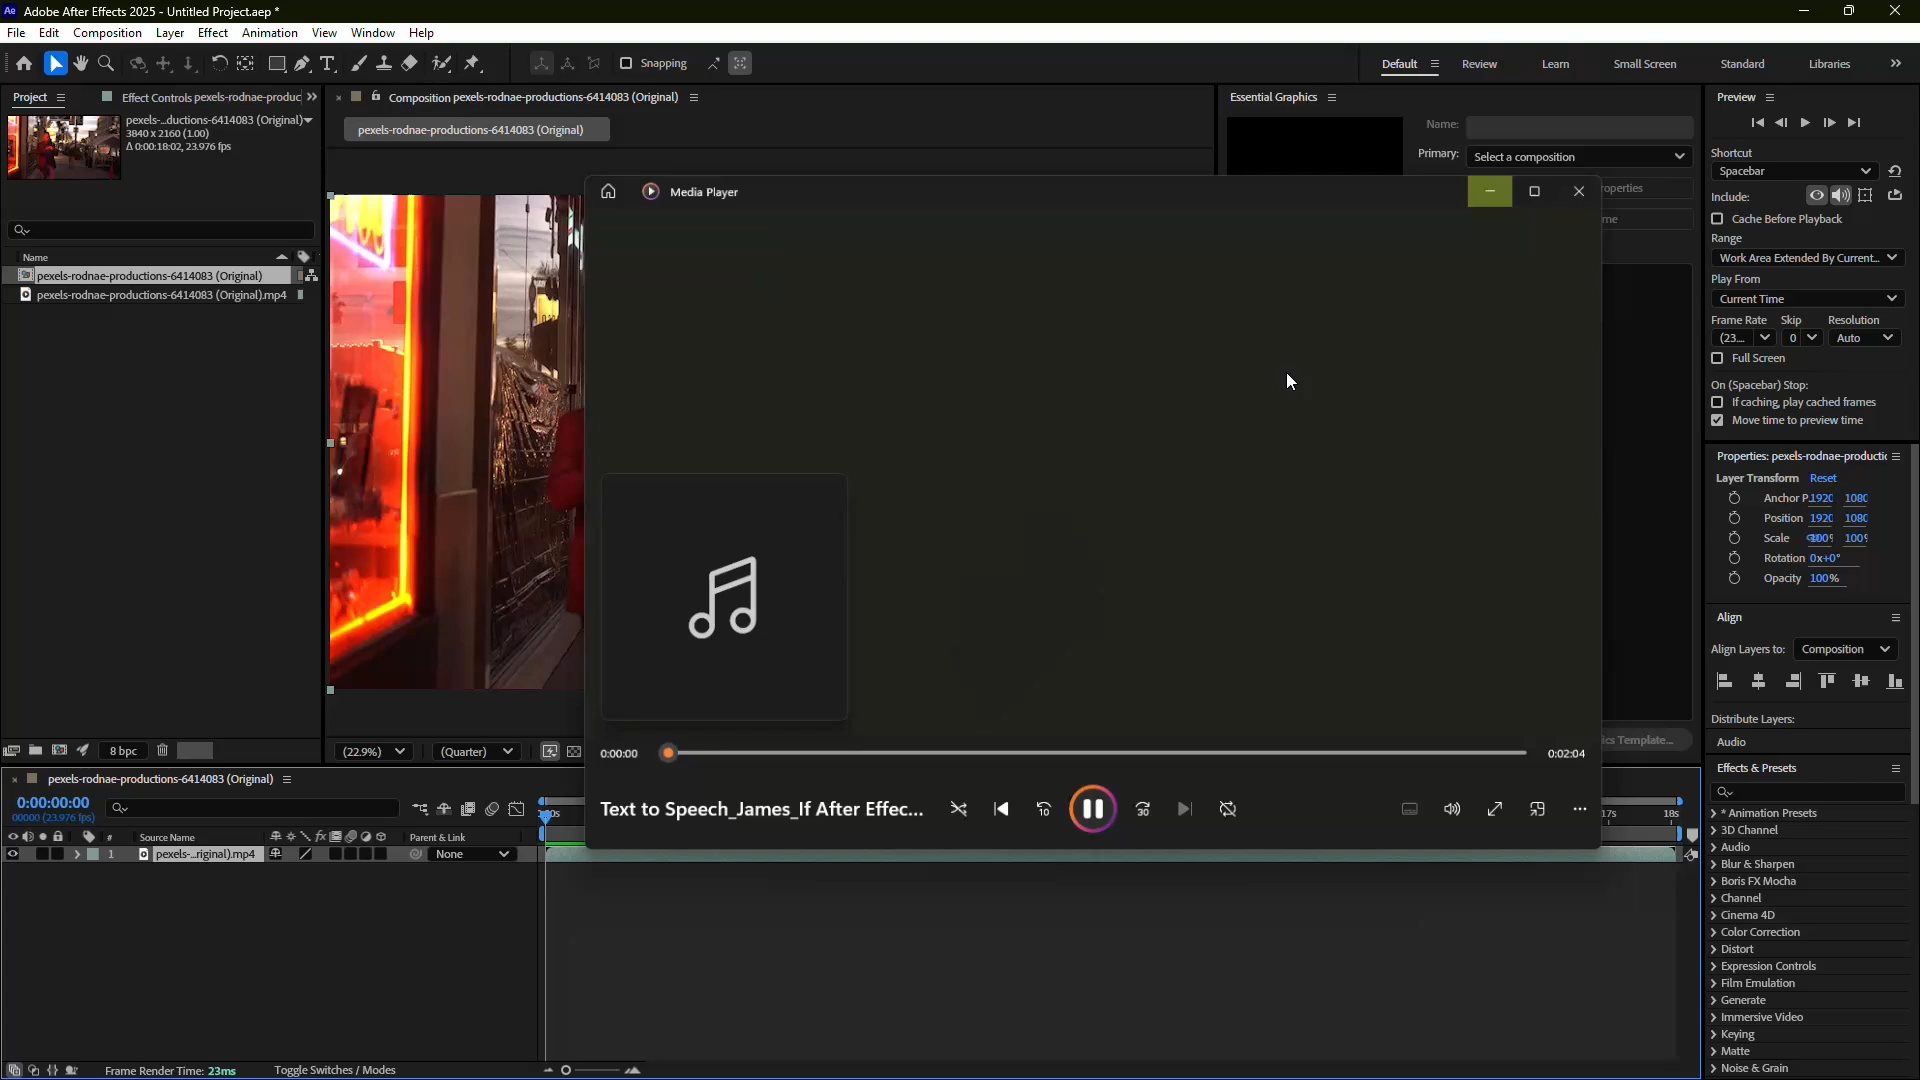 Ae Adobe After Effects 2025 - Untitled Project.aep *
File Edit Composition Layer Effect Animation View Window Help
Snapping
Default Review Learn Small Screen Standard Libraries
Project Effect Controls pexels-rodnae-produc
pexels-...ductions-6414083 (Original)
3840 x 2160 (1.00)
Δ 0:00:18:02, 23.976 fps
Name
pexels-rodnae-productions-6414083 (Original)
pexels-rodnae-productions-6414083 (Original).mp4
8 bpc
Composition pexels-rodnae-productions-6414083 (Original)
pexels-rodnae-productions-6414083 (Original)
(22.9%) (Quarter)
Essential Graphics
Name:
Primary: Select a composition
roperties
me
ics Template...
Media Player
0:00:00 0:02:04
Text to Speech_James_If After Effec... 10 30
Preview
Shortcut
Spacebar
Include:
Cache Before Playback
Range
Work Area Extended By Current...
Play From
Current Time
Frame Rate Skip Resolution
(23.... 0 Auto
Full Screen
On (Spacebar) Stop:
If caching, play cached frames
Move time to preview time
Properties: pexels-rodnae-productic
Layer Transform Reset
Anchor P 1920 1080
Position 1920 1080
Scale 100% 100%
Rotation 0x+0°
Opacity 100%
Align
Align Layers to: Composition
Distribute Layers:
Audio
Effects & Presets
* Animation Presets
3D Channel
Audio
Blur & Sharpen
Boris FX Mocha
Channel
Cinema 4D
Color Correction
Distort
Expression Controls
Film Emulation
Generate
Immersive Video
Keying
Matte
Noise & Grain
pexels-rodnae-productions-6414083 (Original)
0:00:00:00
00000 (23.976 fps)
00s 17s 18s
# Source Name fx Parent & Link
1 pexels-...riginal).mp4 None
Frame Render Time: 23ms Toggle Switches / Modes